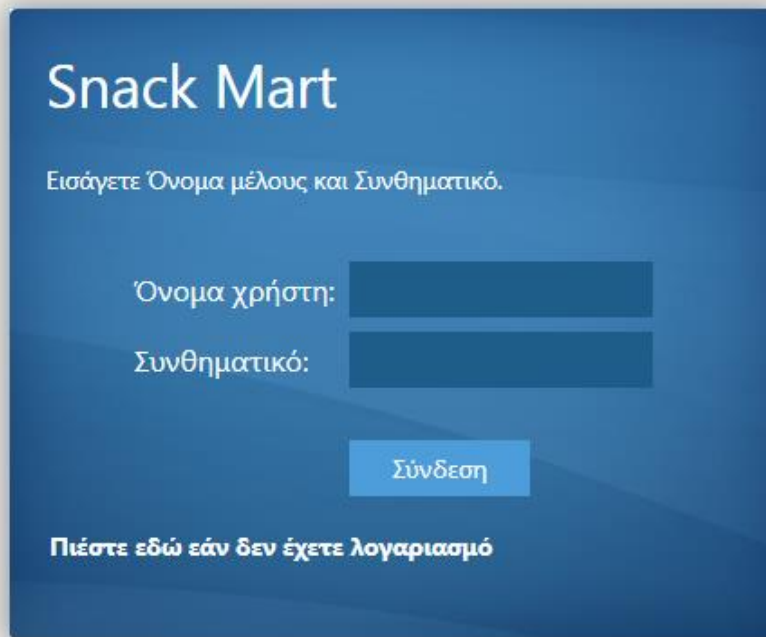 Snack Mart
Εισάγετε Όνομα μέλους και Συνθηματικό.
Όνομα χρήστη:
Συνθηματικό:
Σύνδεση
Πιέστε εδώ εάν δεν έχετε λογαριασμό